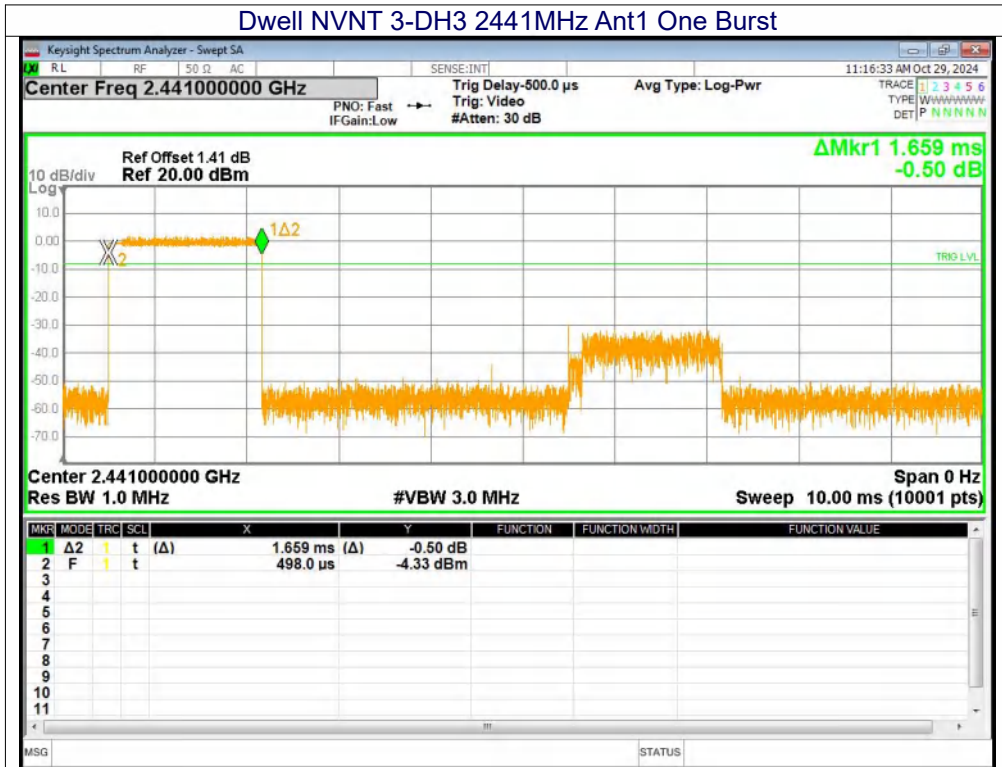 Dwell NVNT 3-DH3 2441MHz Ant1 One Burst
Keysight Spectrum Analyzer - Swept SA
RL RF 50 Ω AC SENSE:INT 11:16:33 AM Oct 29, 2024
Center Freq 2.441000000 GHz
PNO: Fast
IFGain:Low
Trig Delay-500.0 µs
Trig: Video
#Atten: 30 dB
Avg Type: Log-Pwr
TRACE 1 2 3 4 5 6
TYPE WWWWWW
DET P N N N N N
ΔMkr1 1.659 ms
-0.50 dB
Ref Offset 1.41 dB
10 dB/div Ref 20.00 dBm
Log
10.0
0.00
-10.0
-20.0
-30.0
-40.0
-50.0
-60.0
-70.0
1Δ2
2
TRIG LVL
Center 2.441000000 GHz Span 0 Hz
Res BW 1.0 MHz #VBW 3.0 MHz Sweep 10.00 ms (10001 pts)
MKR MODE TRC SCL X Y FUNCTION FUNCTION WIDTH FUNCTION VALUE
1 Δ2 1 t (Δ) 1.659 ms (Δ) -0.50 dB
2 F 1 t 498.0 µs -4.33 dBm
3
4
5
6
7
8
9
10
11
MSG STATUS